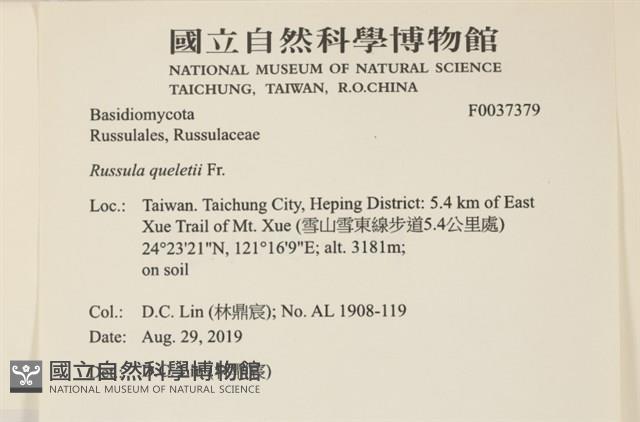 國立自然科學博物館
NATIONAL MUSEUM OF NATURAL SCIENCE
TAICHUNG, TAIWAN, R.O.CHINA
Basidiomycota F0037379
Russulales, Russulaceae
Russula queletii Fr.
Loc.: Taiwan. Taichung City, Heping District: 5.4 km of East
Xue Trail of Mt. Xue (雪山雪東線步道5.4公里處)
24°23'21"N, 121°16'9"E; alt. 3181m;
on soil
Col.: D.C. Lin (林鼎宸); No. AL 1908-119
Date: Aug. 29, 2019
國立自然科學博物館
NATIONAL MUSEUM OF NATURAL SCIENCE